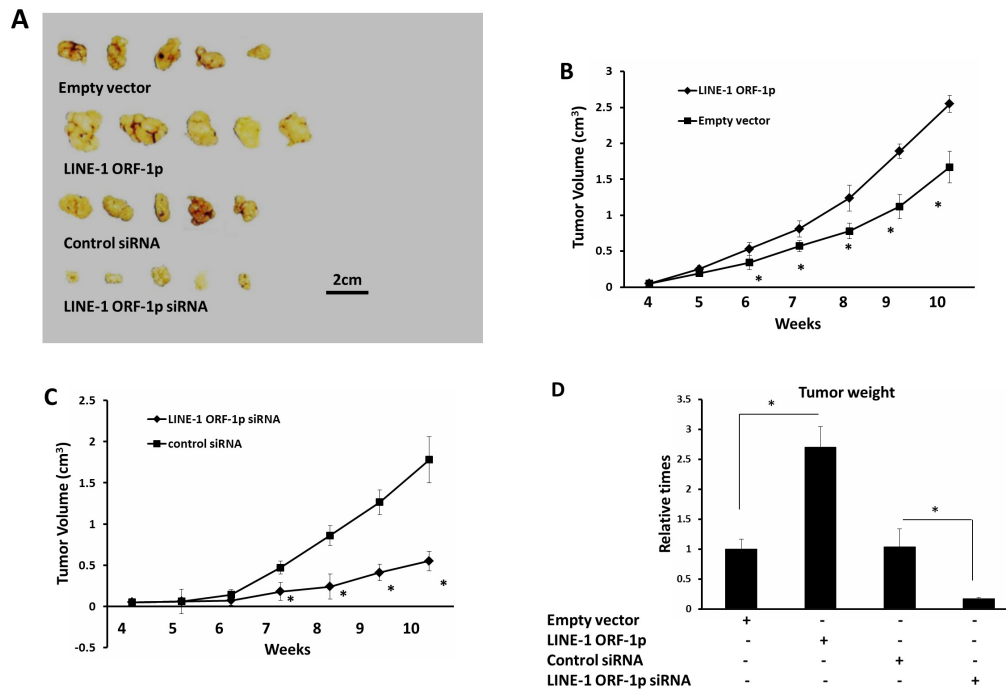 A
Empty vector
LINE-1 ORF-1p
Control siRNA
LINE-1 ORF-1p siRNA
2cm
B
Tumor Volume (cm³)
3
2.5
2
1.5
1
0.5
0
LINE-1 ORF-1p
Empty vector
* * * * *
4 5 6 7 8 9 10
Weeks
C
Tumor Volume (cm³)
2.5
2
1.5
1
0.5
0
-0.5
LINE-1 ORF-1p siRNA
control siRNA
* * * *
4 5 6 7 8 9 10
Weeks
D
Tumor weight
Relative times
3.5
3
2.5
2
1.5
1
0.5
0
*
*
Empty vector + - - -
LINE-1 ORF-1p - + - -
Control siRNA - - + -
LINE-1 ORF-1p siRNA - - - +